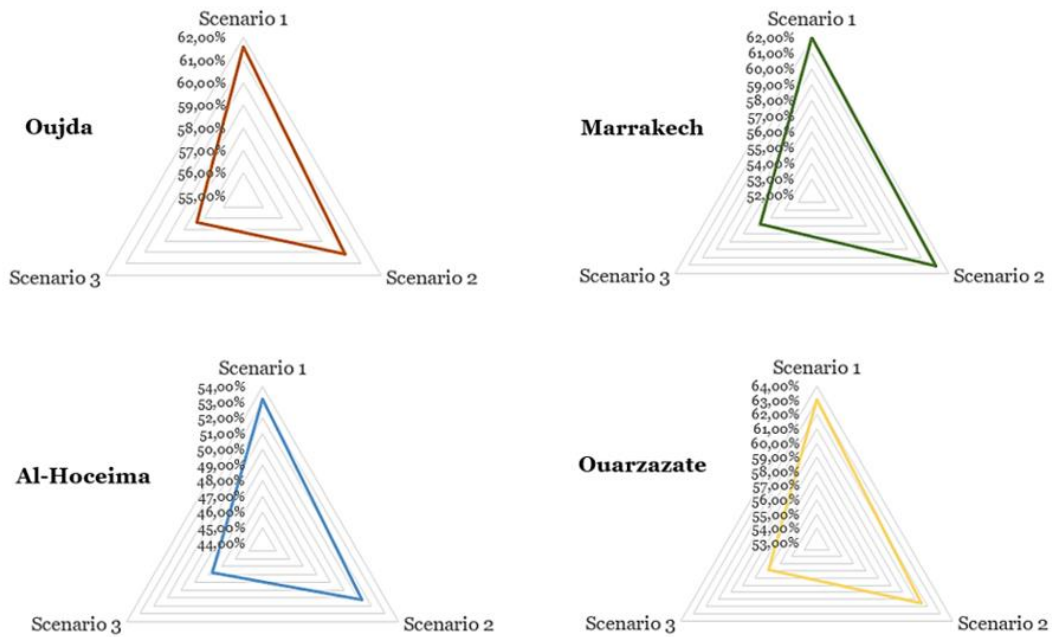 Scenario 1
62,00%
61,00%
60,00%
59,00%
58,00%
57,00%
56,00%
55,00%
Oujda
Scenario 3
Scenario 2
Scenario 1
62,00%
61,00%
60,00%
59,00%
58,00%
57,00%
56,00%
55,00%
54,00%
53,00%
52,00%
Marrakech
Scenario 3
Scenario 2
Scenario 1
54,00%
53,00%
52,00%
51,00%
50,00%
49,00%
48,00%
47,00%
46,00%
45,00%
44,00%
Al-Hoceima
Scenario 3
Scenario 2
Scenario 1
64,00%
63,00%
62,00%
61,00%
60,00%
59,00%
58,00%
57,00%
56,00%
55,00%
54,00%
53,00%
Ouarzazate
Scenario 3
Scenario 2